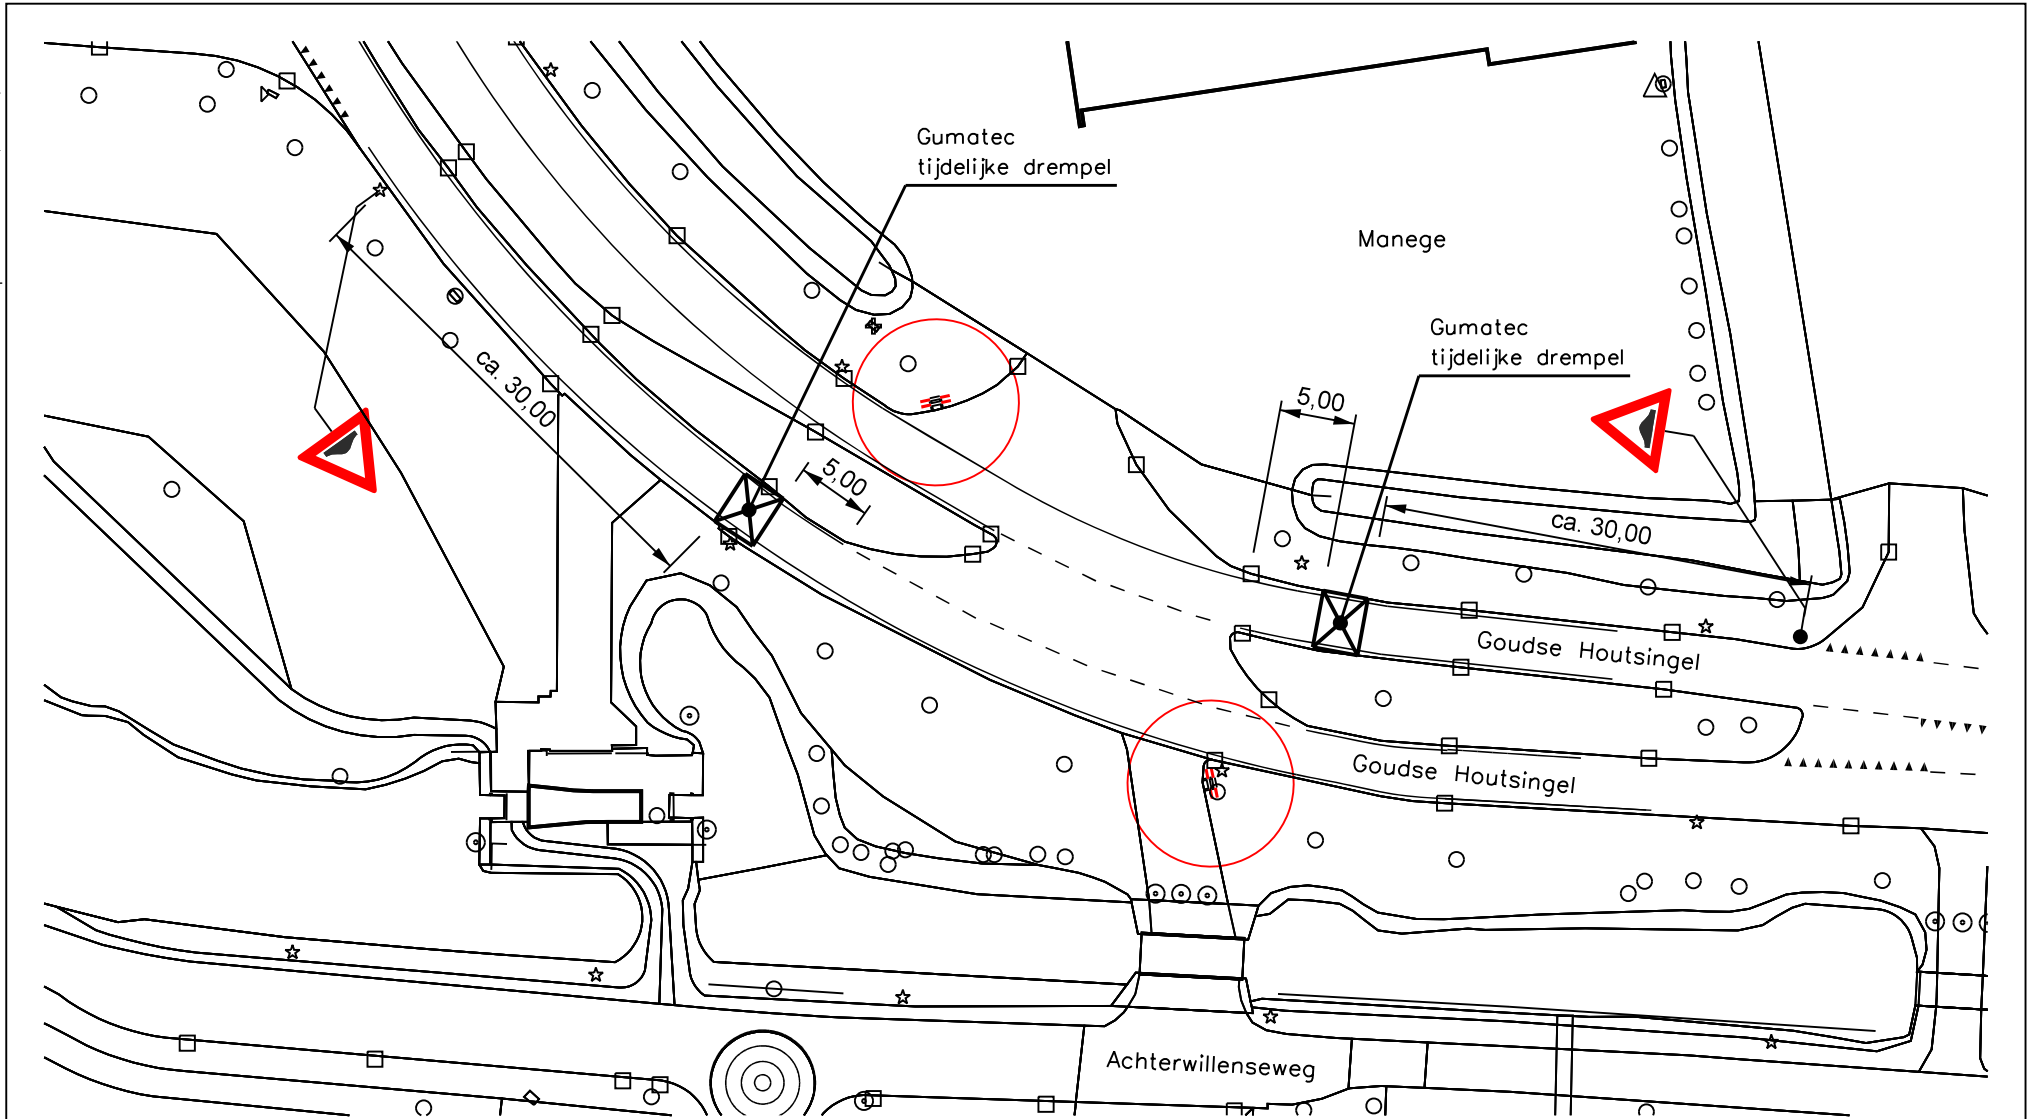 Gumatec
tijdelijke drempel
Manege
Gumatec
tijdelijke drempel
ca. 30,00
5,00
5,00
ca. 30,00
Goudse Houtsingel
Goudse Houtsingel
Achterwillenseweg